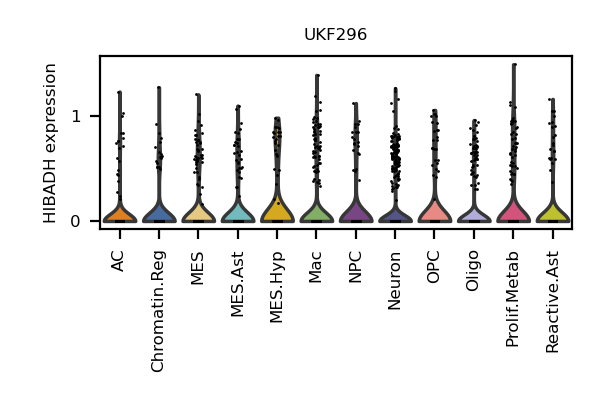 UKF296
HIBADH expression
1
0
AC
Chromatin.Reg
MES
MES.Ast
MES.Hyp
Mac
NPC
Neuron
OPC
Oligo
Prolif.Metab
Reactive.Ast